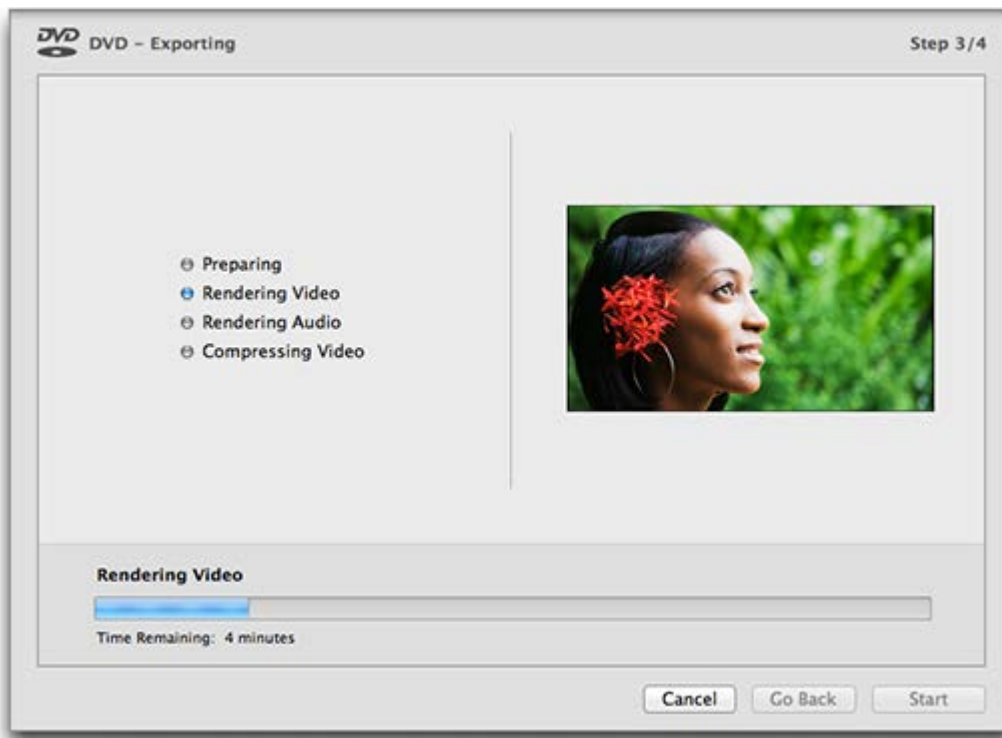 DVD DVD – Exporting
Step 3/4
Preparing
Rendering Video
Rendering Audio
Compressing Video
Rendering Video
Time Remaining: 4 minutes
Cancel
Go Back
Start